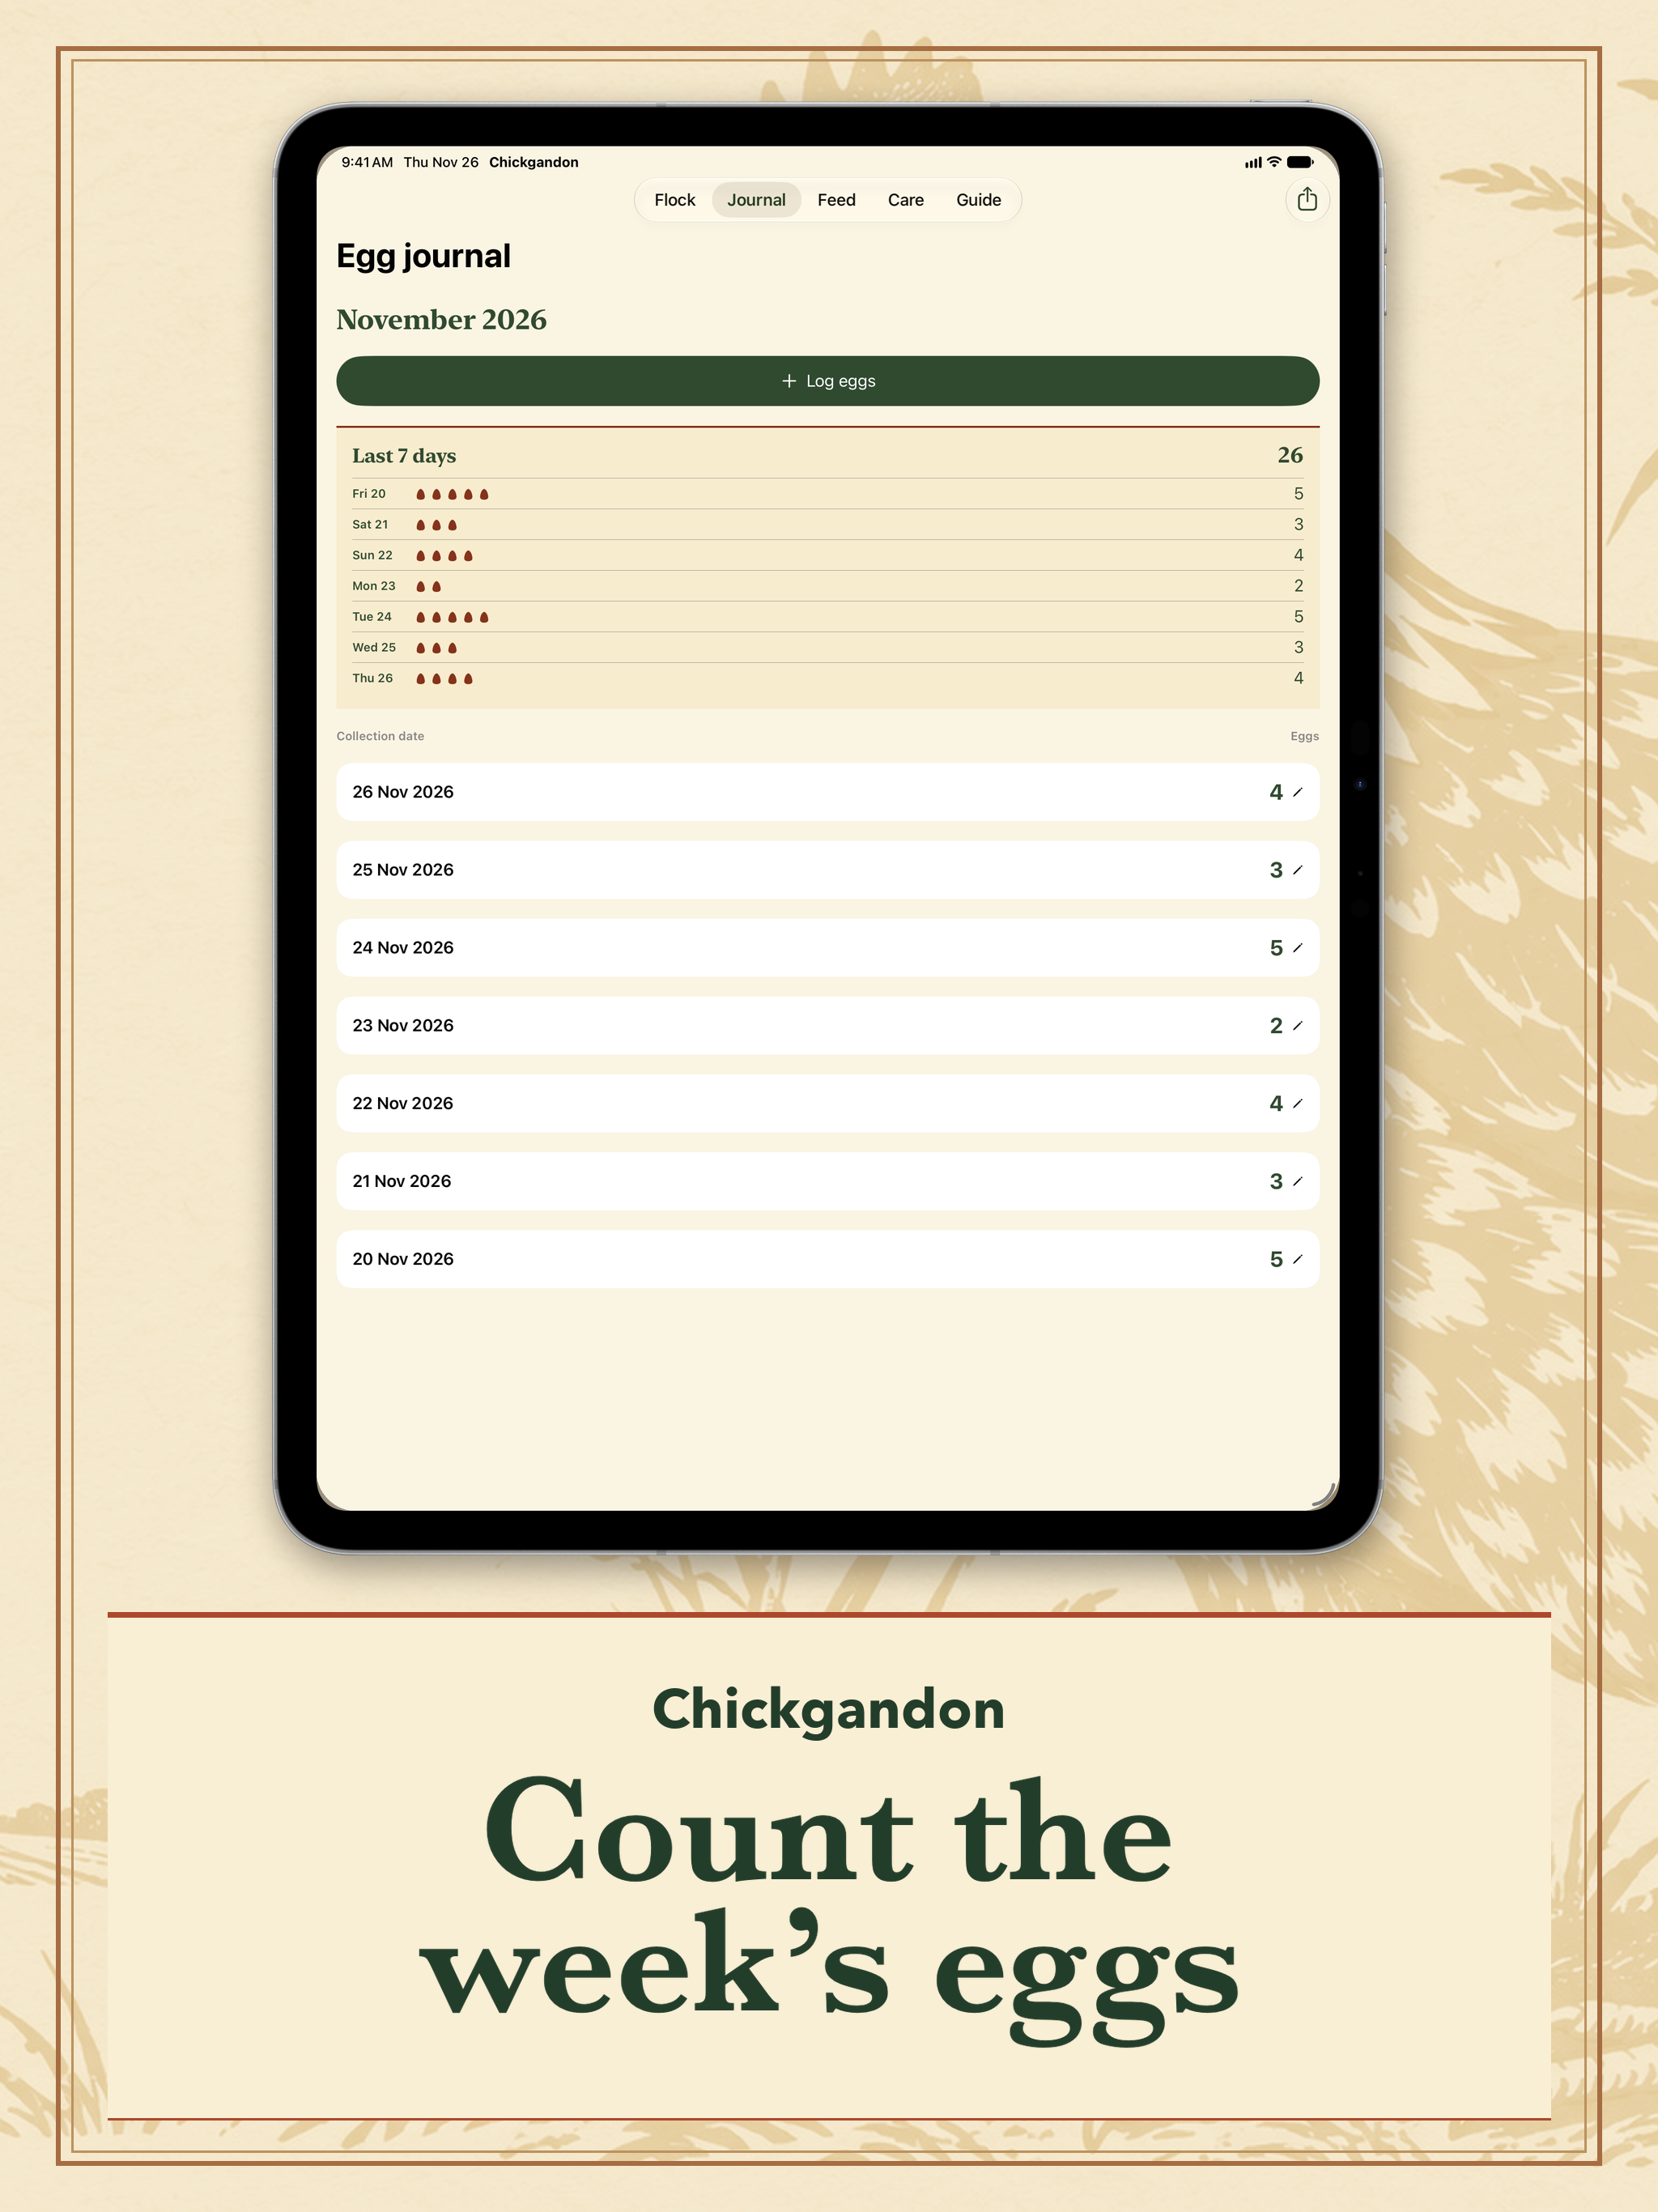 9:41 AM Thu Nov 26 Chickgandon
Flock Journal Feed Care Guide
Egg journal
November 2026
+ Log eggs
Last 7 days 26
Fri 20 5
Sat 21 3
Sun 22 4
Mon 23 2
Tue 24 5
Wed 25 3
Thu 26 4
Collection date Eggs
26 Nov 2026 4
25 Nov 2026 3
24 Nov 2026 5
23 Nov 2026 2
22 Nov 2026 4
21 Nov 2026 3
20 Nov 2026 5
Chickgandon
Count the
week’s eggs